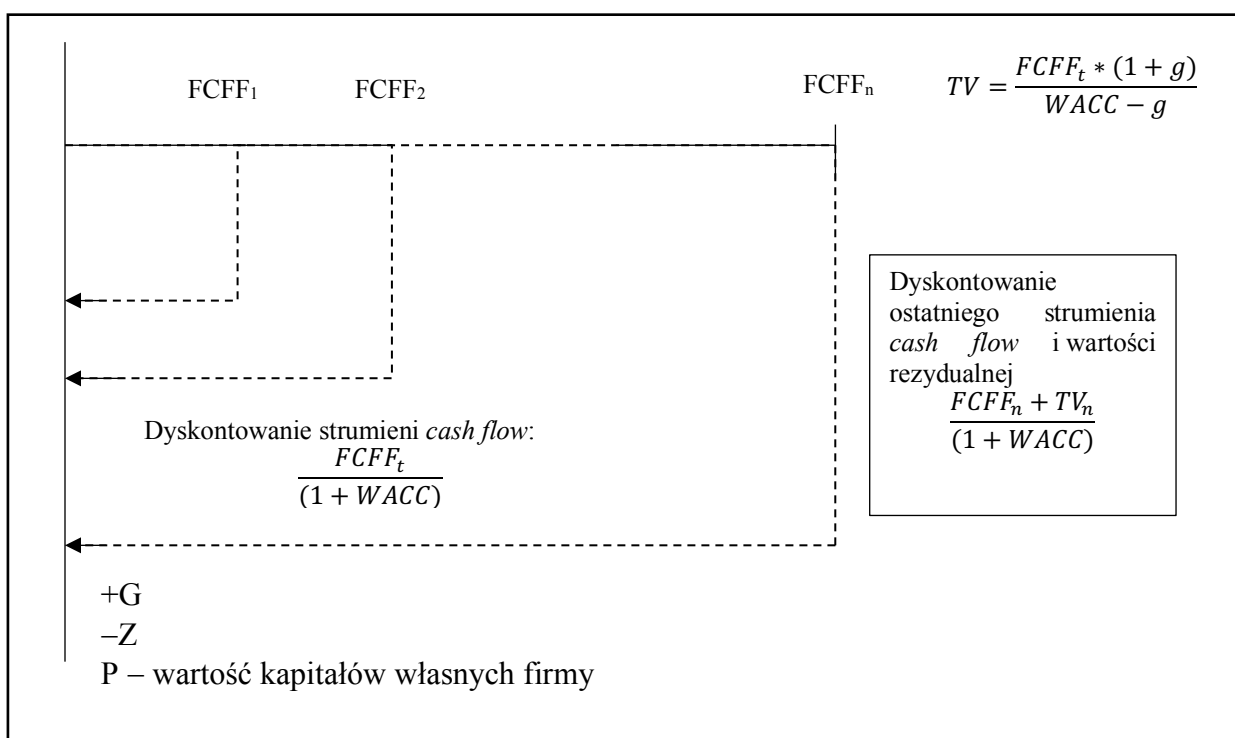 FCFF₁ FCFF₂ FCFFₙ TV = FCFFₜ * (1 + g) / WACC − g
Dyskontowanie
ostatniego strumienia
cash flow i wartości
rezydualnej
FCFFₙ + TVₙ
(1 + WACC)
Dyskontowanie strumieni cash flow:
FCFFₜ
(1 + WACC)
+G
–Z
P – wartość kapitałów własnych firmy